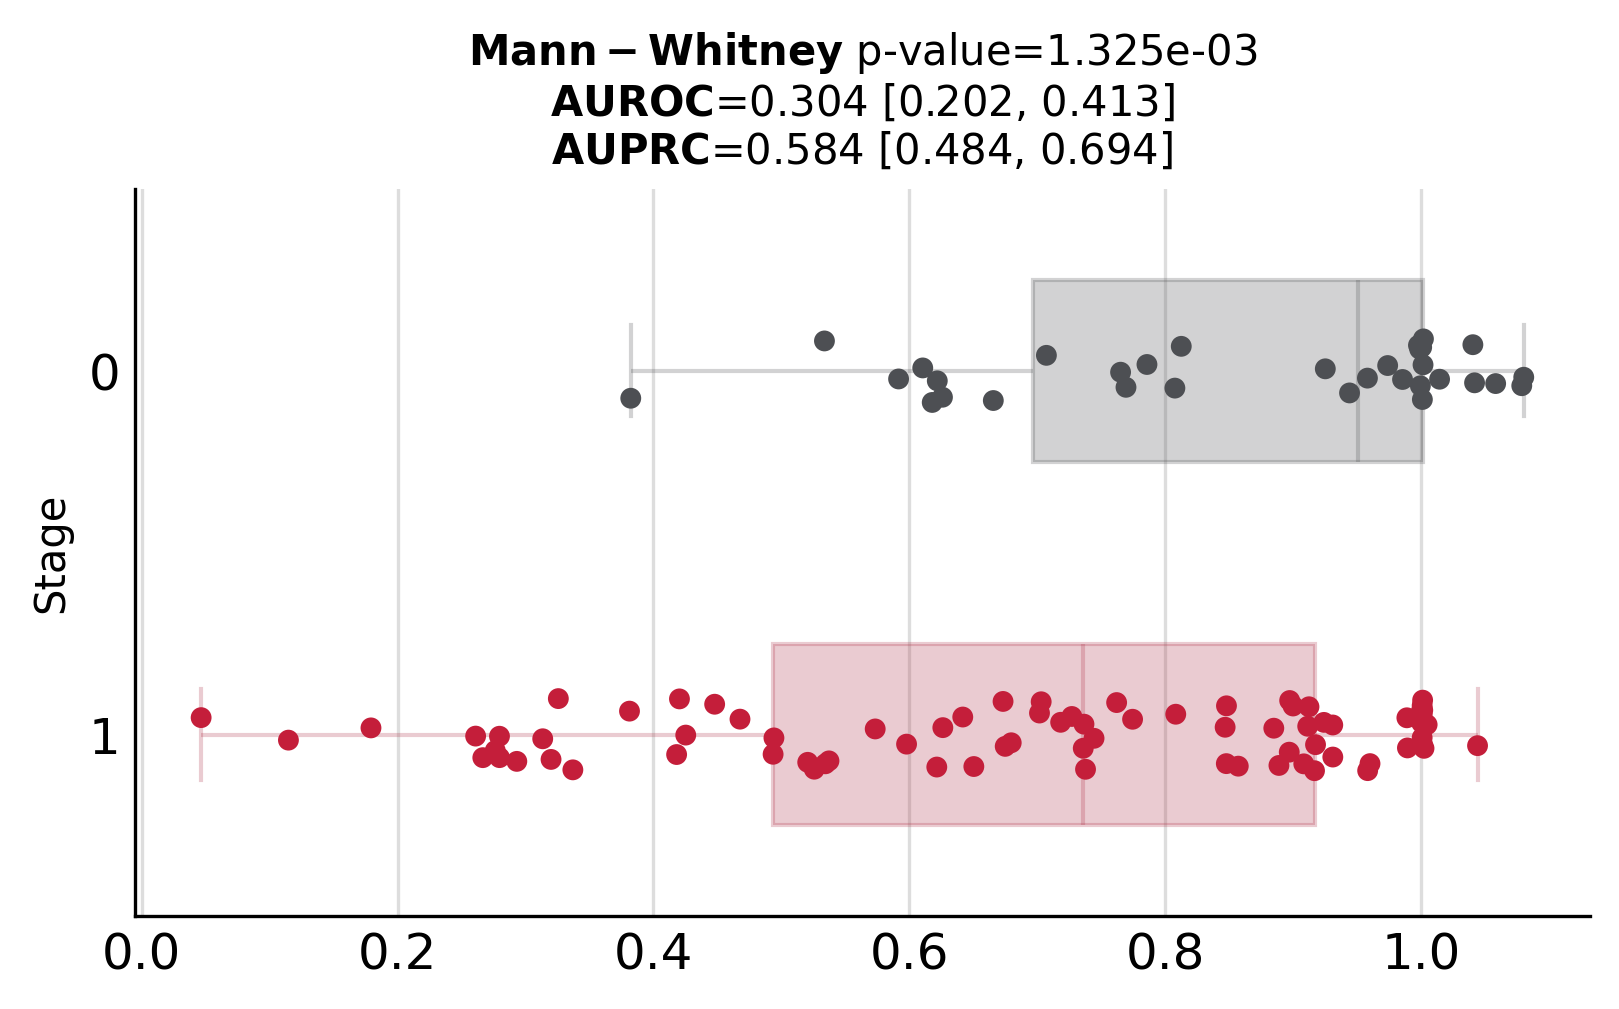 Mann−Whitney p-value=1.325e-03
AUROC=0.304 [0.202, 0.413]
AUPRC=0.584 [0.484, 0.694]
0
Stage
1
0.0 0.2 0.4 0.6 0.8 1.0